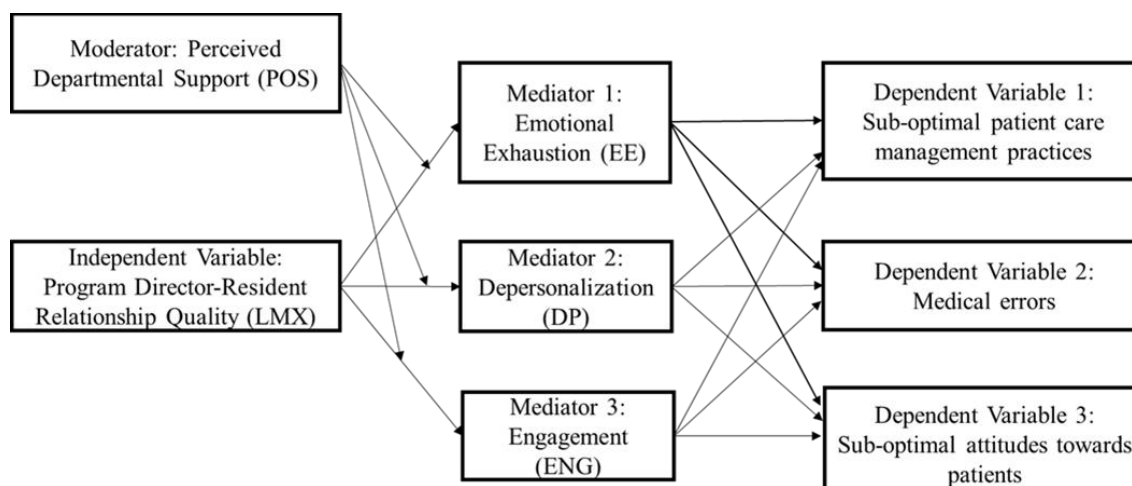 Moderator: Perceived
Departmental Support (POS)
Independent Variable:
Program Director-Resident
Relationship Quality (LMX)
Mediator 1:
Emotional
Exhaustion (EE)
Mediator 2:
Depersonalization
(DP)
Mediator 3:
Engagement
(ENG)
Dependent Variable 1:
Sub-optimal patient care
management practices
Dependent Variable 2:
Medical errors
Dependent Variable 3:
Sub-optimal attitudes towards
patients